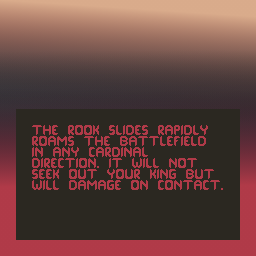 THE ROOK SLIDES RAPIDLY
ROAMS THE BATTLEFIELD
IN ANY CARDINAL
DIRECTION. IT WILL NOT
SEEK OUT YOUR KING BUT
WILL DAMAGE ON CONTACT.